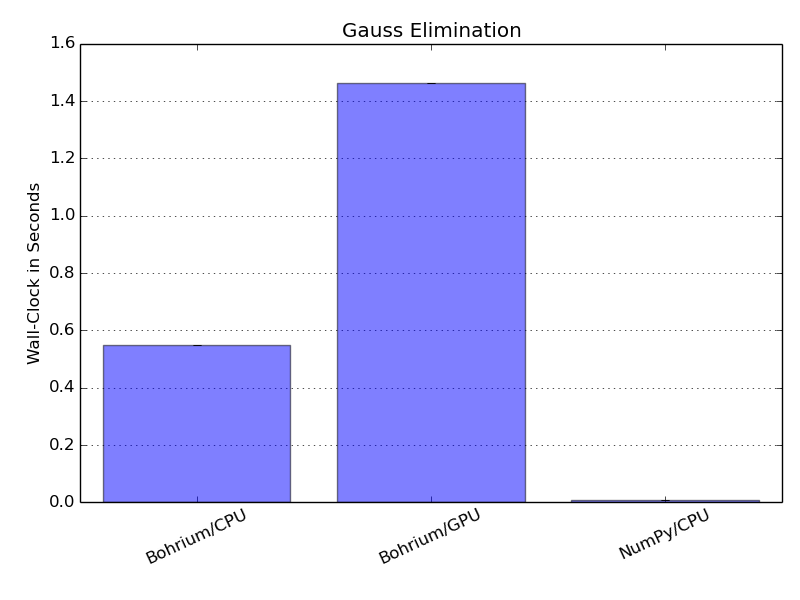 Gauss Elimination
Wall-Clock in Seconds
1.6
1.4
1.2
1.0
0.8
0.6
0.4
0.2
0.0
Bohrium/CPU
Bohrium/GPU
NumPy/CPU